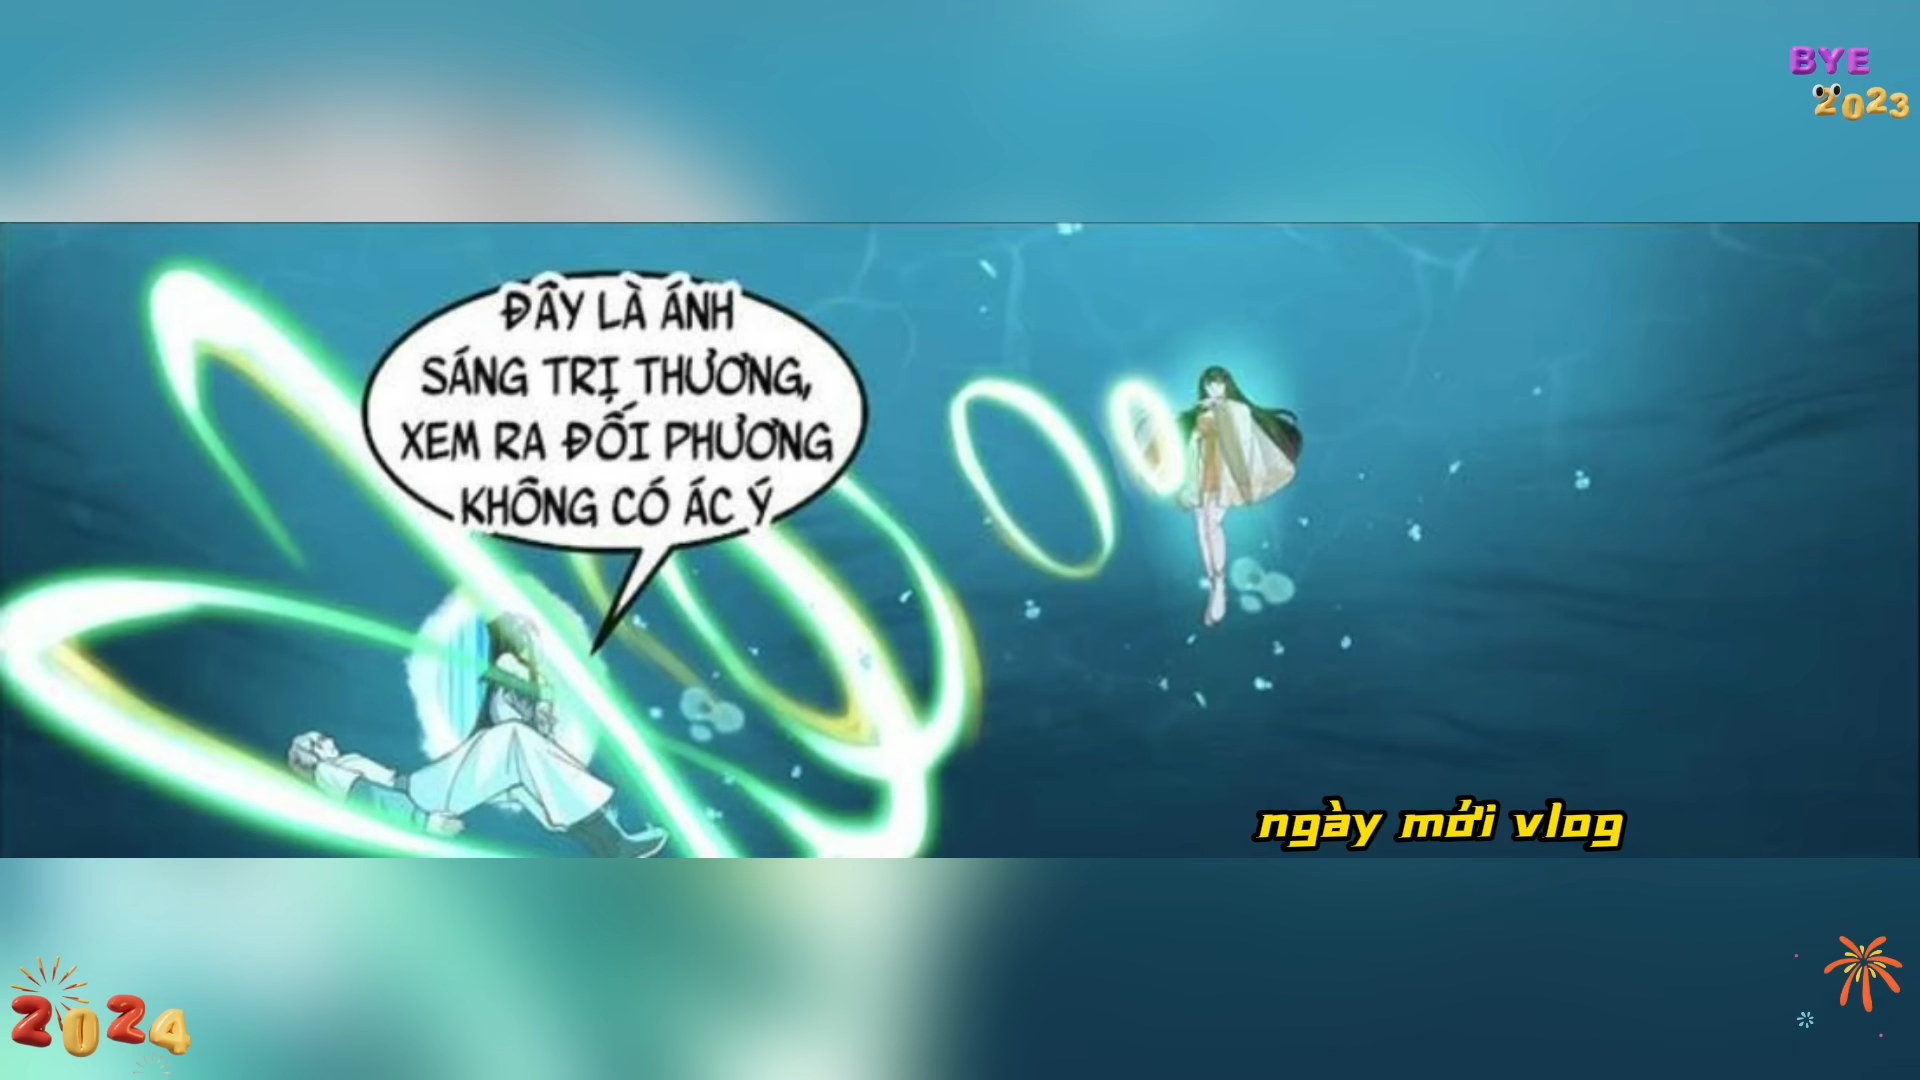 BYE
2023
ĐÂY LÀ ÁNH
SÁNG TRỊ THƯƠNG,
XEM RA ĐỐI PHƯƠNG
KHÔNG CÓ ÁC Ý
ngày mới vlog
2024